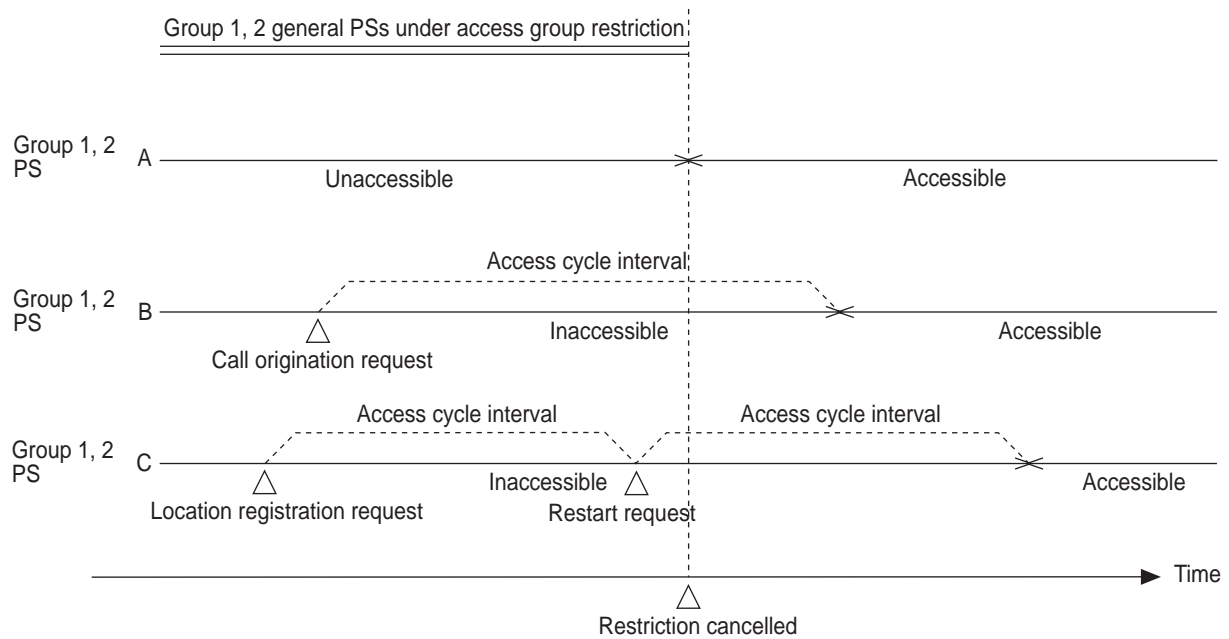 Group 1, 2 general PSs under access group restriction
Group 1, 2
PS
A
Unaccessible
Accessible
Access cycle interval
Group 1, 2
PS
B
Inaccessible
Accessible
Call origination request
Access cycle interval
Access cycle interval
Group 1, 2
PS
C
Inaccessible
Accessible
Location registration request
Restart request
Time
Restriction cancelled